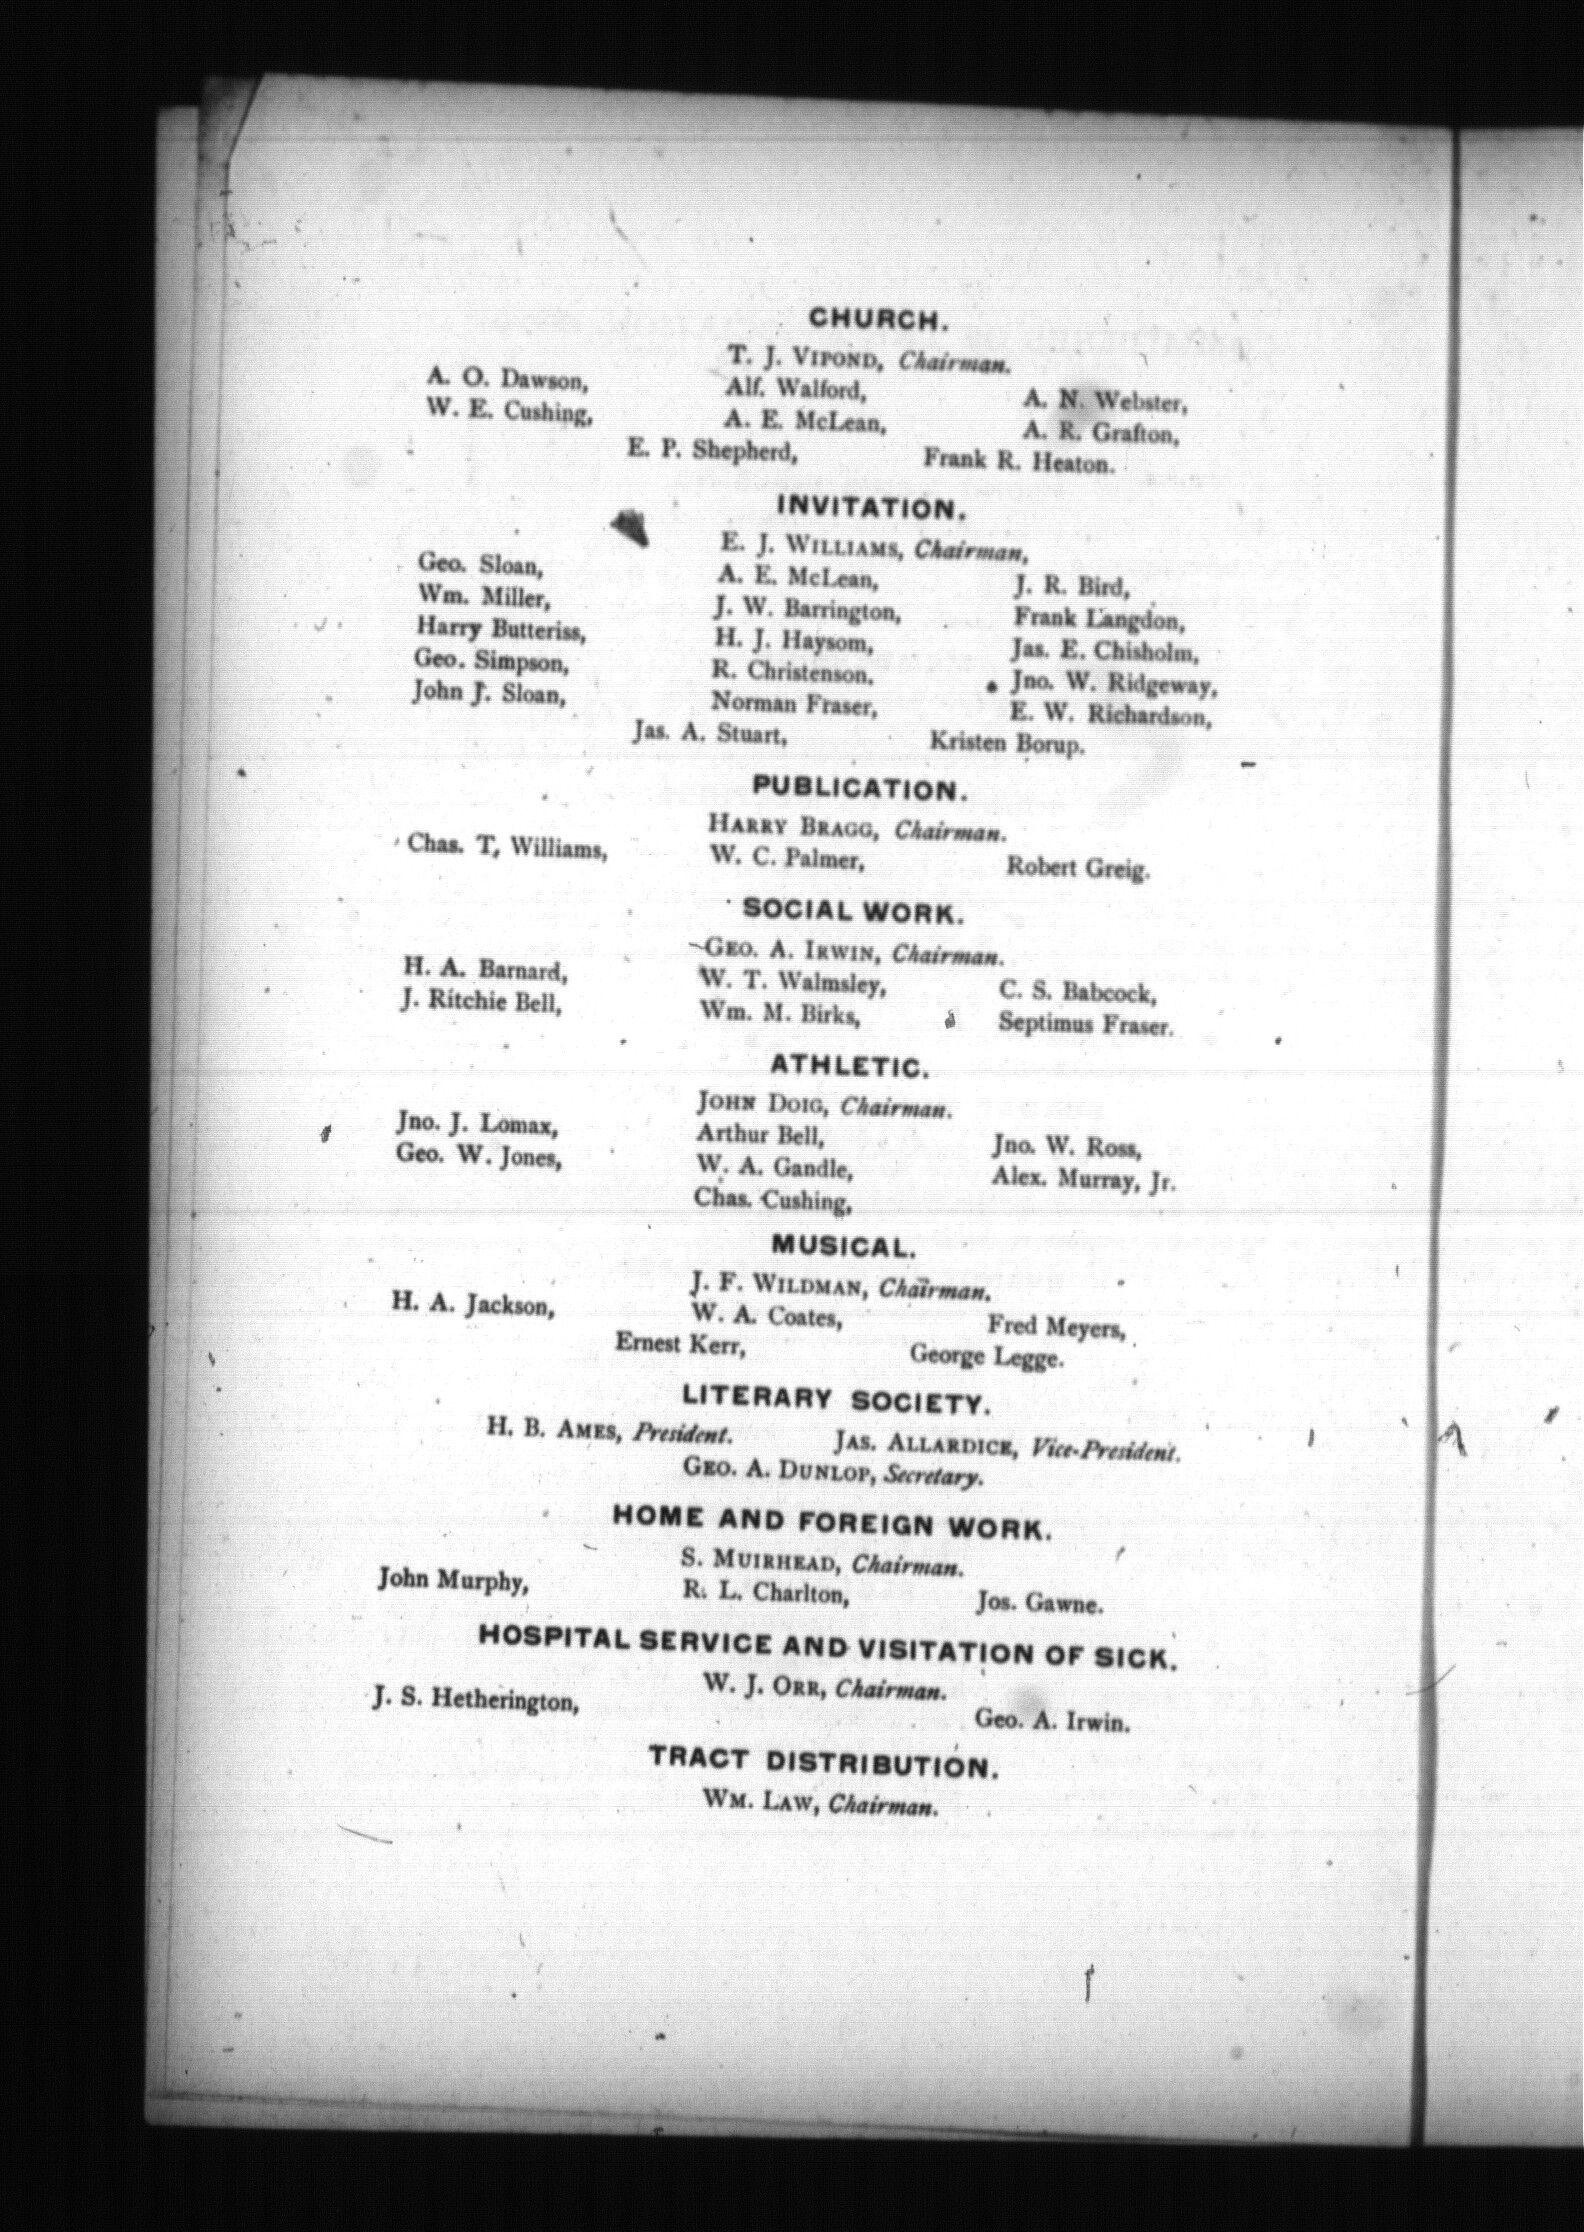 CHURCH.
T. J. VIPOND, Chairman.
A. O. Dawson, Alf. Walford, A. N. Webster,
W. E. Cushing, A. E. McLean, A. R. Grafton,
E. P. Shepherd, Frank R. Heaton.
INVITATION.
E. J. WILLIAMS, Chairman,
Geo. Sloan, A. E. McLean, J. R. Bird,
Wm. Miller, J. W. Barrington, Frank Langdon,
Harry Butteriss, H. J. Haysom, Jas. E. Chisholm,
Geo. Simpson, R. Christenson, Jno. W. Ridgeway,
John J. Sloan, Norman Fraser, E. W. Richardson,
Jas. A. Stuart, Kristen Borup.
PUBLICATION.
HARRY BRAGG, Chairman.
Chas. T, Williams, W. C. Palmer, Robert Greig.
SOCIAL WORK.
GEO. A. IRWIN, Chairman.
H. A. Barnard, W. T. Walmsley, C. S. Babcock,
J. Ritchie Bell, Wm. M. Birks, Septimus Fraser.
ATHLETIC.
JOHN DOIG, Chairman.
Jno. J. Lomax, Arthur Bell, Jno. W. Ross,
Geo. W. Jones, W. A. Gandle, Alex. Murray, Jr.
Chas. Cushing,
MUSICAL.
J. F. WILDMAN, Chairman.
H. A. Jackson, W. A. Coates, Fred Meyers,
Ernest Kerr, George Legge.
LITERARY SOCIETY.
H. B. AMES, President. JAS. ALLARDICE, Vice-President.
GEO. A. DUNLOP, Secretary.
HOME AND FOREIGN WORK.
S. MUIRHEAD, Chairman.
John Murphy, R. L. Charlton, Jos. Gawne.
HOSPITAL SERVICE AND VISITATION OF SICK.
W. J. ORR, Chairman.
J. S. Hetherington, Geo. A. Irwin.
TRACT DISTRIBUTION.
WM. LAW, Chairman.